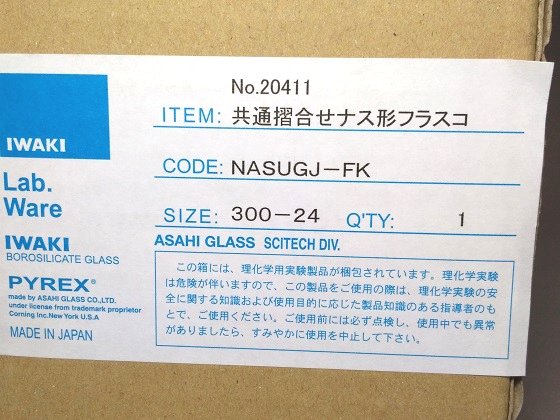 No.20411
ITEM: 共通摺合せナス形フラスコ
IWAKI
CODE: NASUGJ-FK
Lab.
Ware
SIZE: 300-24 Q'TY: 1
IWAKI
BOROSILICATE GLASS
ASAHI GLASS SCITECH DIV.
PYREX®
made by ASAHI GLASS CO.,LTD.
under license from trademark proprietor
Corning Inc.New York U.S.A
MADE IN JAPAN
この箱には、理化学用実験製品が梱包されています。理化学実験
は危険が伴いますので、この製品をご使用の際は、理化学実験の安
全に関する知識および使用目的に応じた製品知識のある指導者のも
とで、ご使用ください。ご使用前には必ず点検し、使用中でも異常
がありましたら、すみやかに使用を中止して下さい。